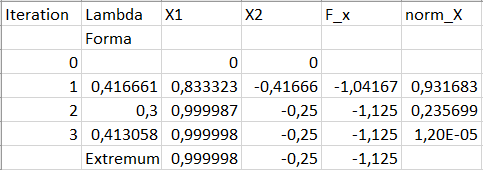 Iteration Lambda X1 X2 F_x norm_X
Forma
0 0 0
1 0,416661 0,833323 -0,41666 -1,04167 0,931683
2 0,3 0,999987 -0,25 -1,125 0,235699
3 0,413058 0,999998 -0,25 -1,125 1,20E-05
Extremum 0,999998 -0,25 -1,125